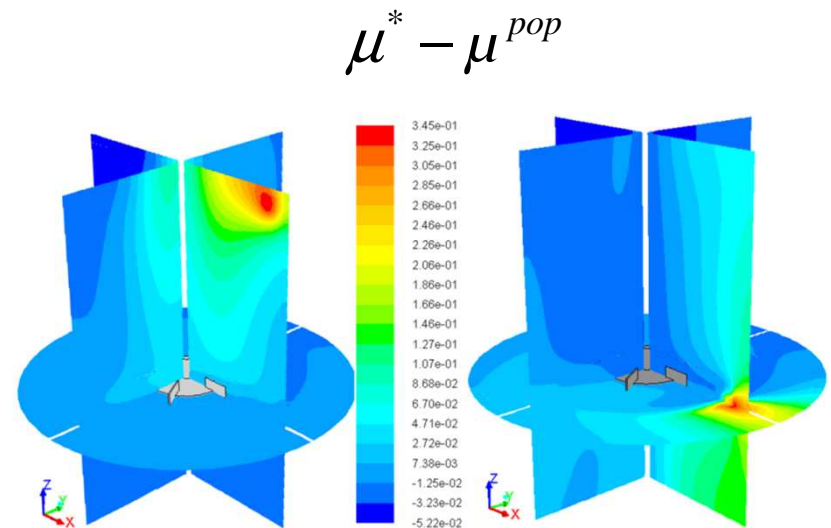 μ* − μ^pop
3.45e-01
3.25e-01
3.05e-01
2.85e-01
2.66e-01
2.46e-01
2.26e-01
2.06e-01
1.86e-01
1.66e-01
1.46e-01
1.27e-01
1.07e-01
8.68e-02
6.70e-02
4.71e-02
2.72e-02
7.38e-03
-1.25e-02
-3.23e-02
-5.22e-02
Z
Y
X
Z
Y
X